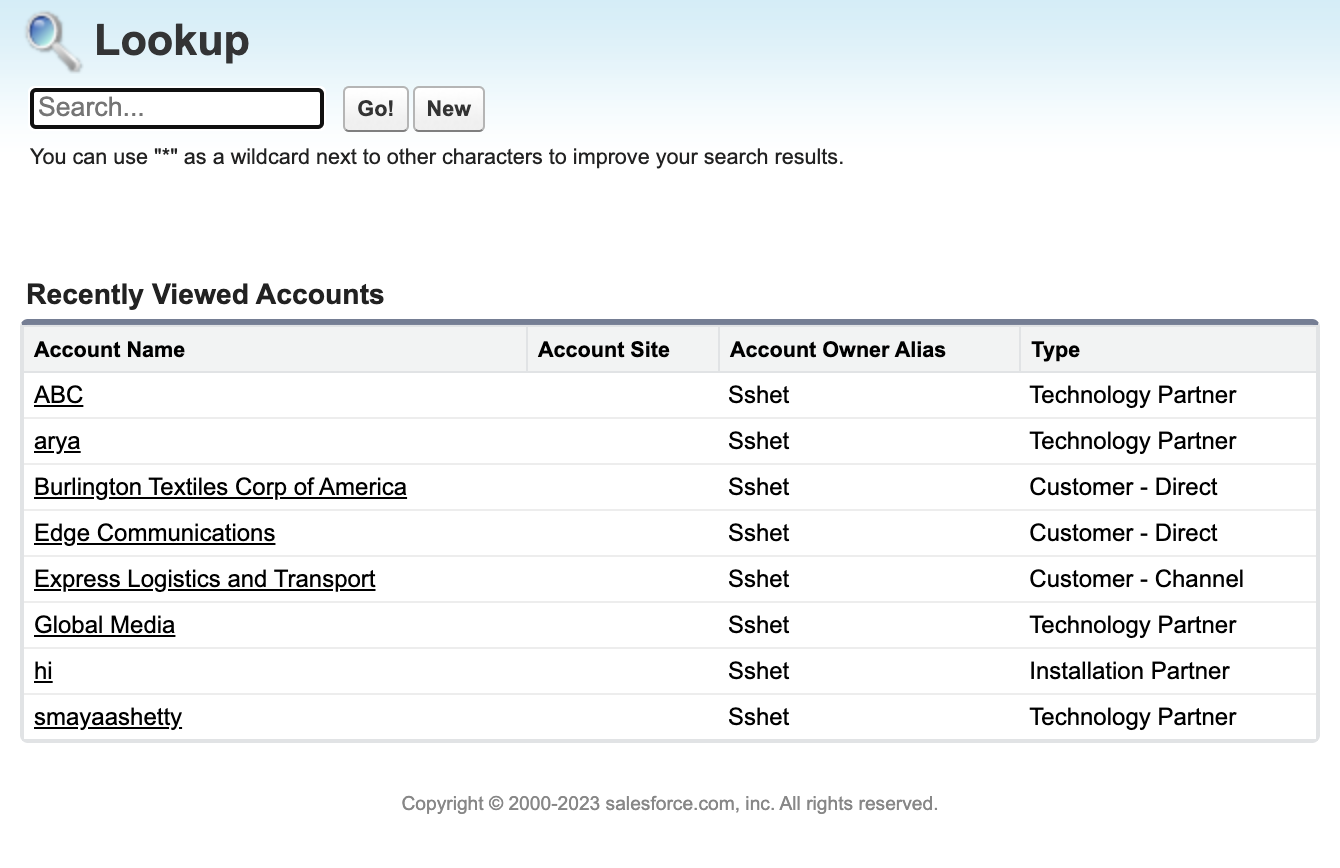 Lookup
Search...
Go! New
You can use "*" as a wildcard next to other characters to improve your search results.
Recently Viewed Accounts
Account Name Account Site Account Owner Alias Type
ABC Sshet Technology Partner
arya Sshet Technology Partner
Burlington Textiles Corp of America Sshet Customer - Direct
Edge Communications Sshet Customer - Direct
Express Logistics and Transport Sshet Customer - Channel
Global Media Sshet Technology Partner
hi Sshet Installation Partner
smayaashetty Sshet Technology Partner
Copyright © 2000-2023 salesforce.com, inc. All rights reserved.